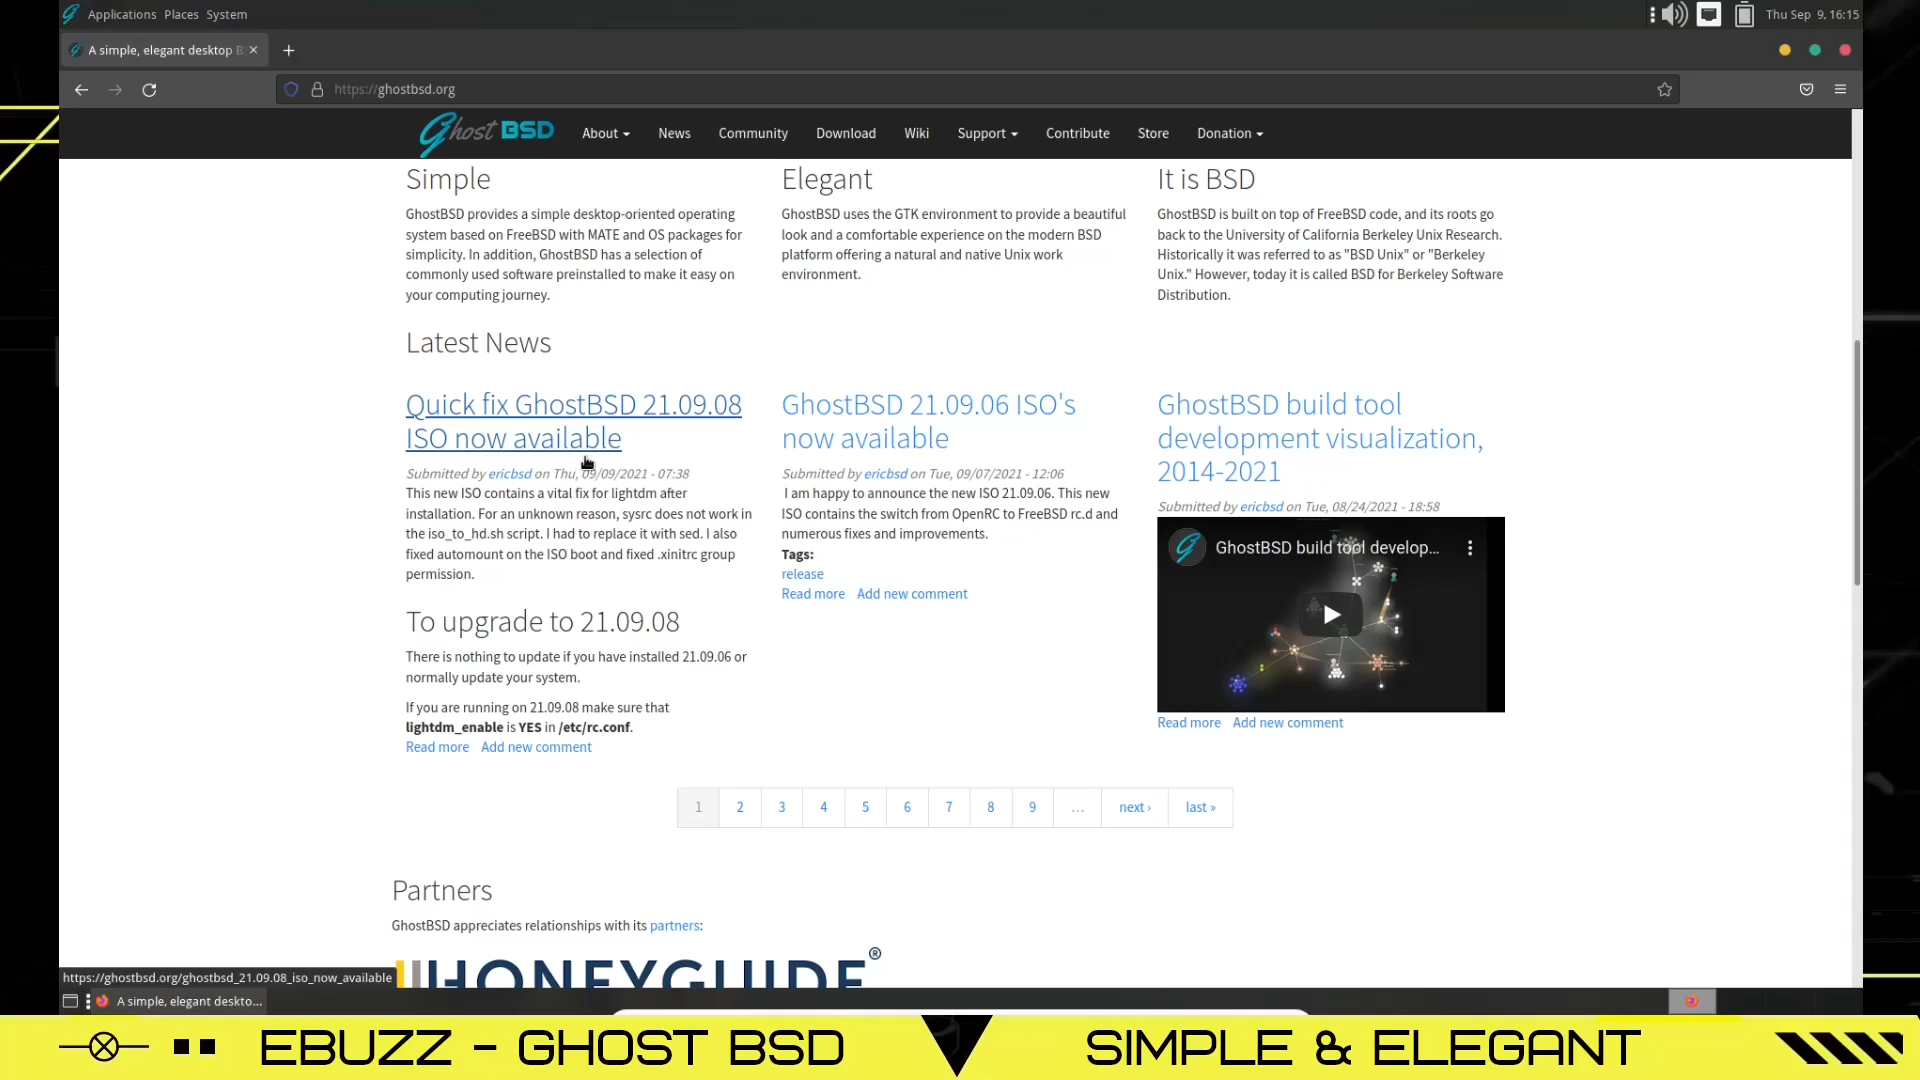 Applications Places System
Thu Sep 9, 16:15
A simple, elegant desktop B
https://ghostbsd.org
Ghost BSD
About
News
Community
Download
Wiki
Support
Contribute
Store
Donation
Simple
GhostBSD provides a simple desktop-oriented operating
system based on FreeBSD with MATE and OS packages for
simplicity. In addition, GhostBSD has a selection of
commonly used software preinstalled to make it easy on
your computing journey.
Elegant
GhostBSD uses the GTK environment to provide a beautiful
look and a comfortable experience on the modern BSD
platform offering a natural and native Unix work
environment.
It is BSD
GhostBSD is built on top of FreeBSD code, and its roots go
back to the University of California Berkeley Unix Research.
Historically it was referred to as "BSD Unix" or "Berkeley
Unix." However, today it is called BSD for Berkeley Software
Distribution.
Latest News
Quick fix GhostBSD 21.09.08
ISO now available
Submitted by ericbsd on Thu, 09/09/2021 - 07:38
This new ISO contains a vital fix for lightdm after
installation. For an unknown reason, sysrc does not work in
the iso_to_hd.sh script. I had to replace it with sed. I also
fixed automount on the ISO boot and fixed .xinitrc group
permission.
To upgrade to 21.09.08
There is nothing to update if you have installed 21.09.06 or
normally update your system.
If you are running on 21.09.08 make sure that
lightdm_enable is YES in /etc/rc.conf.
Read more Add new comment
GhostBSD 21.09.06 ISO's
now available
Submitted by ericbsd on Tue, 09/07/2021 - 12:06
I am happy to announce the new ISO 21.09.06. This new
ISO contains the switch from OpenRC to FreeBSD rc.d and
numerous fixes and improvements.
Tags:
release
Read more Add new comment
GhostBSD build tool
development visualization,
2014-2021
Submitted by ericbsd on Tue, 08/24/2021 - 18:58
GhostBSD build tool develop...
Read more Add new comment
1 2 3 4 5 6 7 8 9 … next › last »
Partners
GhostBSD appreciates relationships with its partners:
HONEYGUIDE®
https://ghostbsd.org/ghostbsd_21.09.08_iso_now_available
A simple, elegant deskto...
EBUZZ - GHOST BSD
SIMPLE & ELEGANT